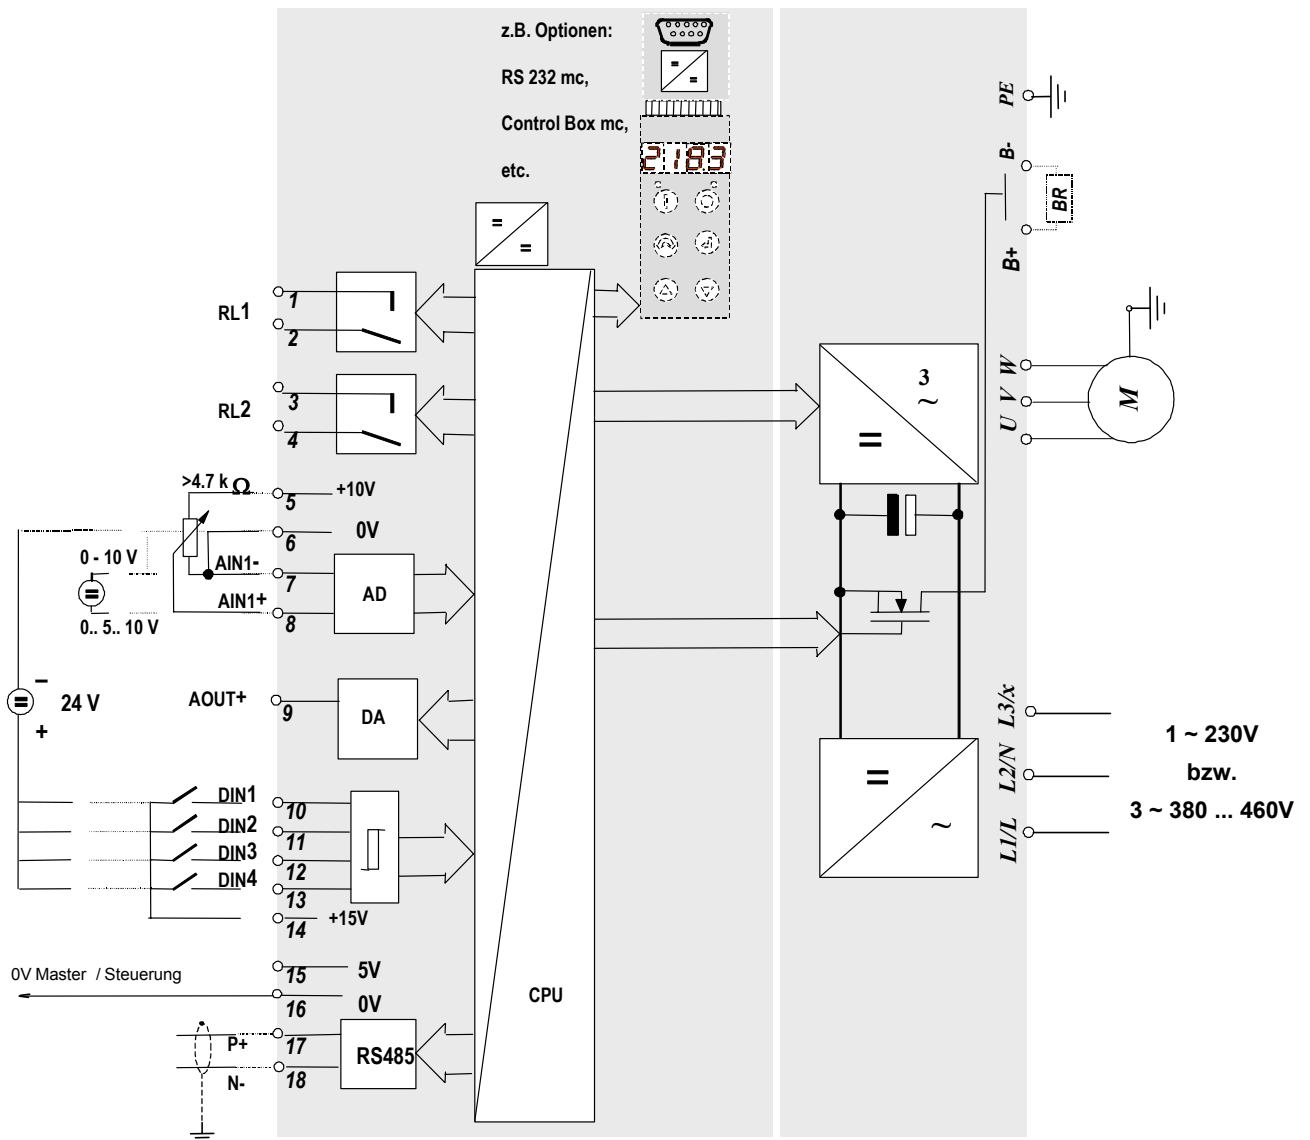 z.B. Optionen:
RS 232 mc,
Control Box mc,
etc.
2183
PE
B-
BR
B+
RL1
1
2
RL2
3
4
3
~
=
U V W
M
>4.7 k Ω
5
+10V
6
0V
0 - 10 V
AIN1-
7
AD
AIN1+
8
0.. 5.. 10 V
–
24 V
+
AOUT+
9
DA
L3/x
L2/N
L1/L
1 ~ 230V
bzw.
3 ~ 380 ... 460V
=
~
DIN1
10
DIN2
11
DIN3
12
DIN4
13
14
+15V
0V Master / Steuerung
15
5V
16
0V
CPU
P+
17
RS485
N-
18